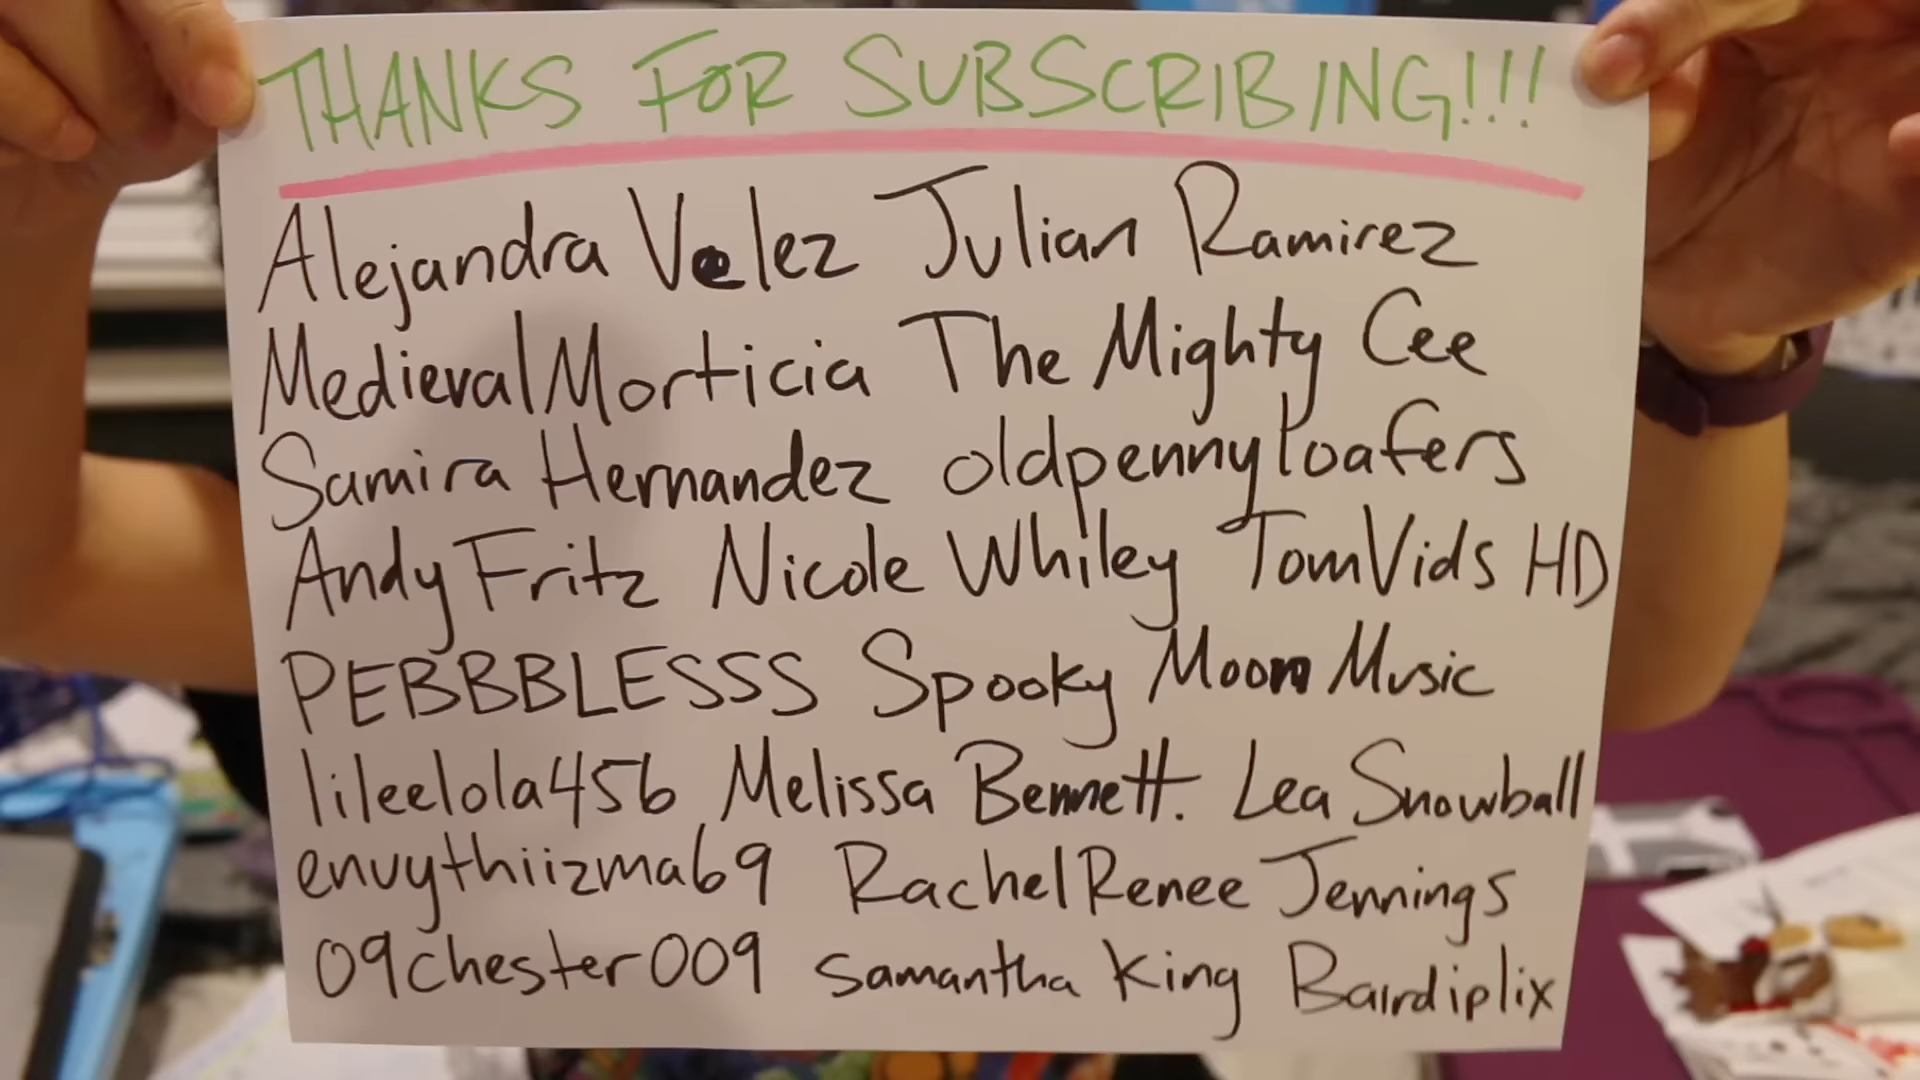 THANKS FOR SUBSCRIBING!!!
Alejandra Velez Julian Ramirez
MedievalMorticia The Mighty Cee
Samira Hernandez oldpennyloafers
Andy Fritz Nicole Whiley TomVids HD
PEBBBLESSS Spooky Moon Music
lileelola456 Melissa Bennett. Lea Snowball
envythiizma69 RachelRenee Jennings
09chester009 Samantha King Bairdiplix